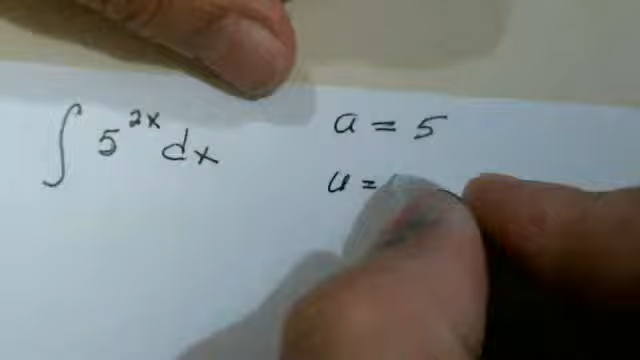 ∫ 5^{2x} dx
a = 5
u =